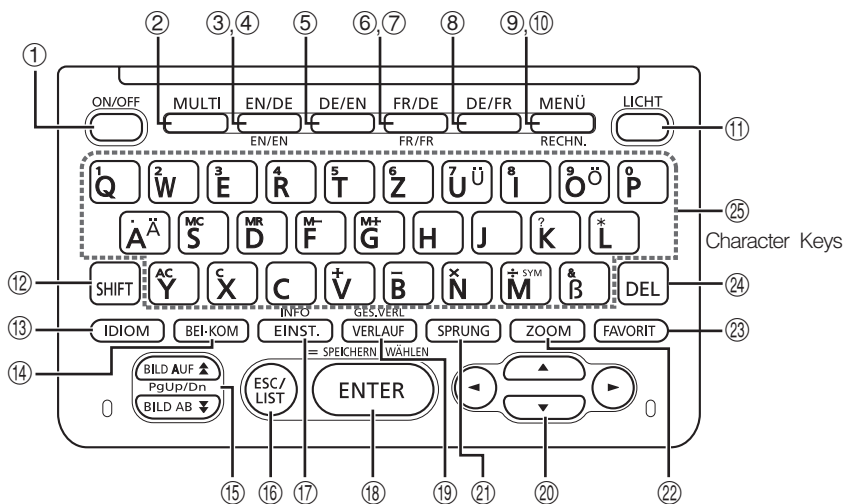 ③,④ ⑥,⑦ ⑨,⑩
② ⑤ ⑧
①
ON/OFF MULTI EN/DE DE/EN FR/DE DE/FR MENÜ LICHT
⑪
EN/EN FR/FR RECHN.
1 2 3 4 5 6 7 8 9 0
Q W E R T Z U Ü I O Ö P
㉕
. MC MR M− M+ ? *
A Ä S D F G H J K L
Character Keys
AC C + − × ÷ SYM &
⑫ SHIFT Y X C V B N M ß DEL ㉔
INFO GES.VERL
⑬ IDIOM BEI-KOM EINST. VERLAUF SPRUNG ZOOM FAVORIT ㉓
= SPEICHERN WÄHLEN
⑭
BILD AUF
PgUp/Dn
BILD AB
ESC/
LIST
ENTER
⑮ ⑯ ⑰ ⑱ ⑲ ㉑ ⑳ ㉒